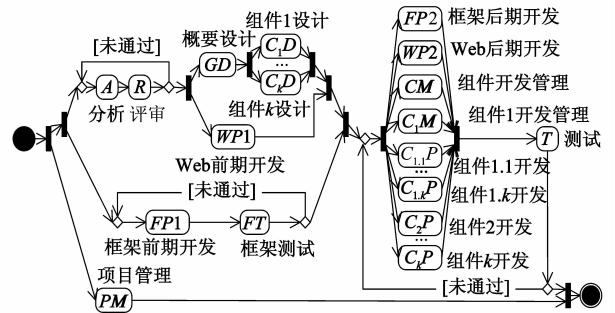 组件1设计
FP2 框架后期开发
[未通过]
概要设计
C1D
WP2 Web后期开发
GD
...
A R
CkD
CM 组件开发管理
分析 评审
组件k设计
C1M 组件1开发管理
WP1
T 测试
Web前期开发
C1.1P 组件1.1开发
...
[未通过]
C1.kP 组件1.k开发
FP1 FT
C2P 组件2开发
框架前期开发 框架测试
...
CkP 组件k开发
项目管理
[未通过]
PM